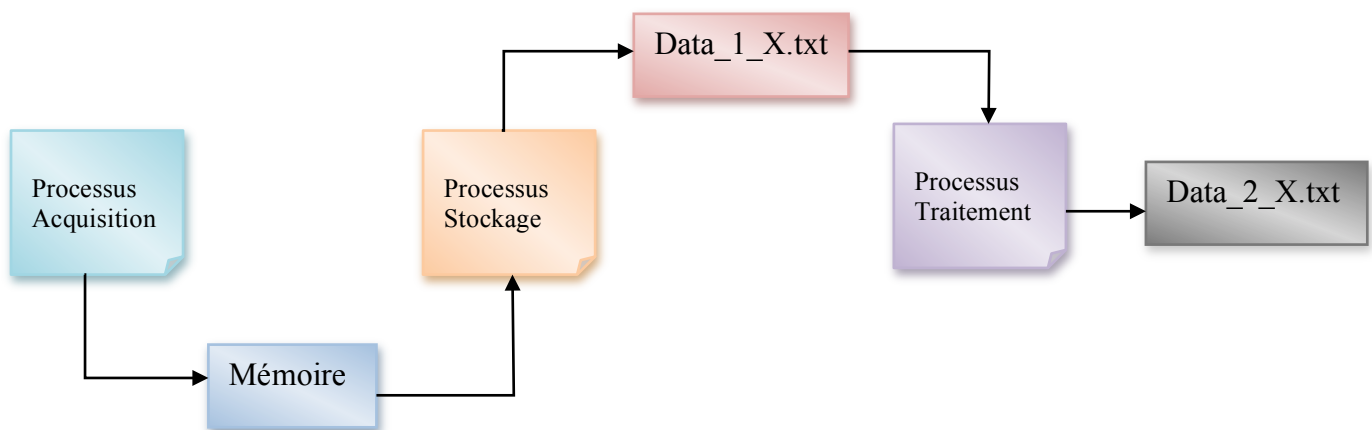 Data_1_X.txt
Processus
Acquisition
Processus
Stockage
Processus
Traitement
Data_2_X.txt
Mémoire